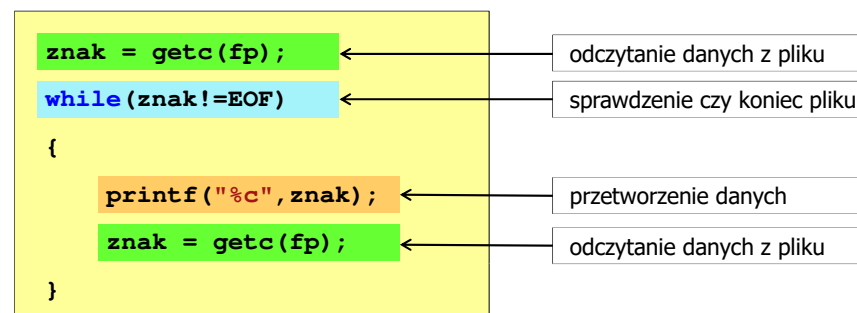 znak = getc(fp); odczytanie danych z pliku
while(znak!=EOF) sprawdzenie czy koniec pliku
{
printf("%c",znak); przetworzenie danych
znak = getc(fp); odczytanie danych z pliku
}